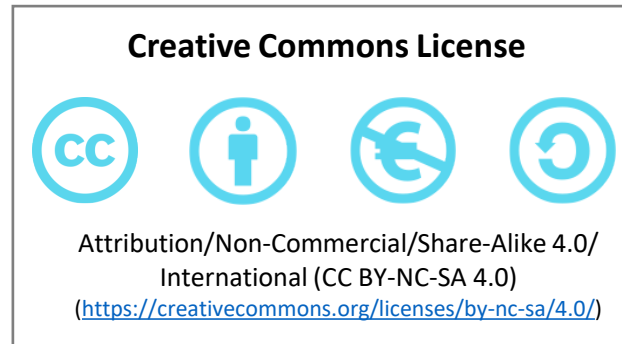 Creative Commons License
cc
€
Attribution/Non-Commercial/Share-Alike 4.0/
International (CC BY-NC-SA 4.0)
(https://creativecommons.org/licenses/by-nc-sa/4.0/)